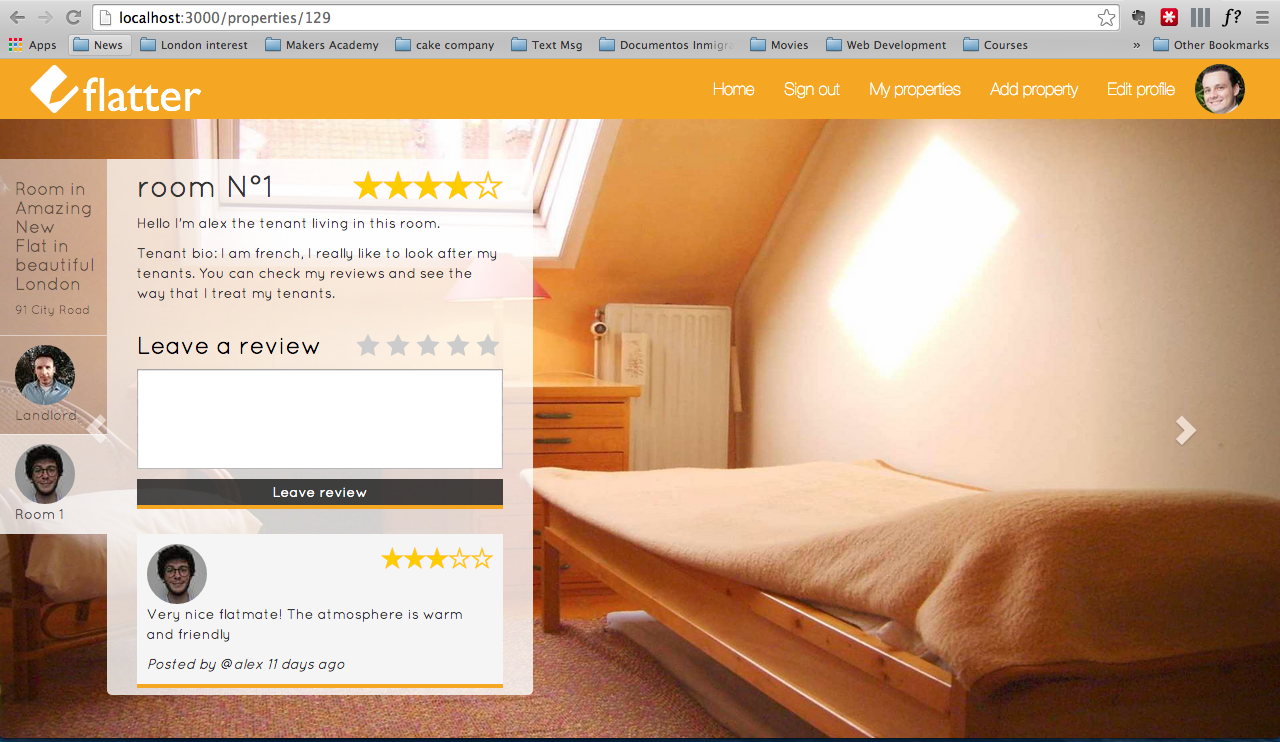 localhost:3000/properties/129
Apps News London interest Makers Academy cake company Text Msg Documentos Inmigra Movies Web Development Courses » Other Bookmarks
f?
flatter
Home Sign out My properties Add property Edit profile
Room in
Amazing
New
Flat in
beautiful
London
91 City Road
Landlord
Room 1
room N°1
Hello I'm alex the tenant living in this room.
Tenant bio: I am french, I really like to look after my
tenants. You can check my reviews and see the
way that I treat my tenants.
Leave a review
Leave review
Very nice flatmate! The atmosphere is warm
and friendly
Posted by @alex 11 days ago